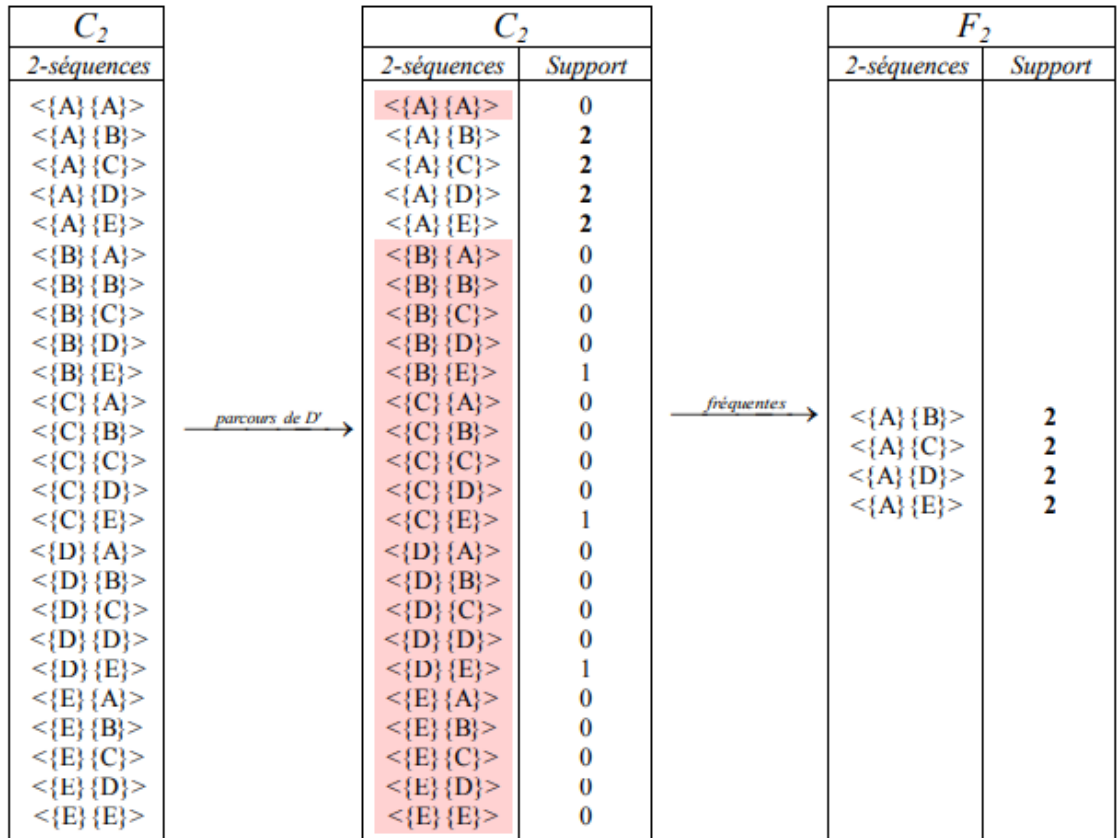 C₂ C₂ F₂
2-séquences 2-séquences Support 2-séquences Support
<{A}{A}> <{A}{A}> 0
<{A}{B}> <{A}{B}> 2
<{A}{C}> <{A}{C}> 2
<{A}{D}> <{A}{D}> 2
<{A}{E}> <{A}{E}> 2
<{B}{A}> <{B}{A}> 0
<{B}{B}> <{B}{B}> 0
<{B}{C}> <{B}{C}> 0
<{B}{D}> <{B}{D}> 0
<{B}{E}> <{B}{E}> 1
<{C}{A}> <{C}{A}> 0
parcours de D' fréquentes
<{C}{B}> <{C}{B}> 0 <{A}{B}> 2
<{C}{C}> <{C}{C}> 0 <{A}{C}> 2
<{C}{D}> <{C}{D}> 0 <{A}{D}> 2
<{C}{E}> <{C}{E}> 1 <{A}{E}> 2
<{D}{A}> <{D}{A}> 0
<{D}{B}> <{D}{B}> 0
<{D}{C}> <{D}{C}> 0
<{D}{D}> <{D}{D}> 0
<{D}{E}> <{D}{E}> 1
<{E}{A}> <{E}{A}> 0
<{E}{B}> <{E}{B}> 0
<{E}{C}> <{E}{C}> 0
<{E}{D}> <{E}{D}> 0
<{E}{E}> <{E}{E}> 0